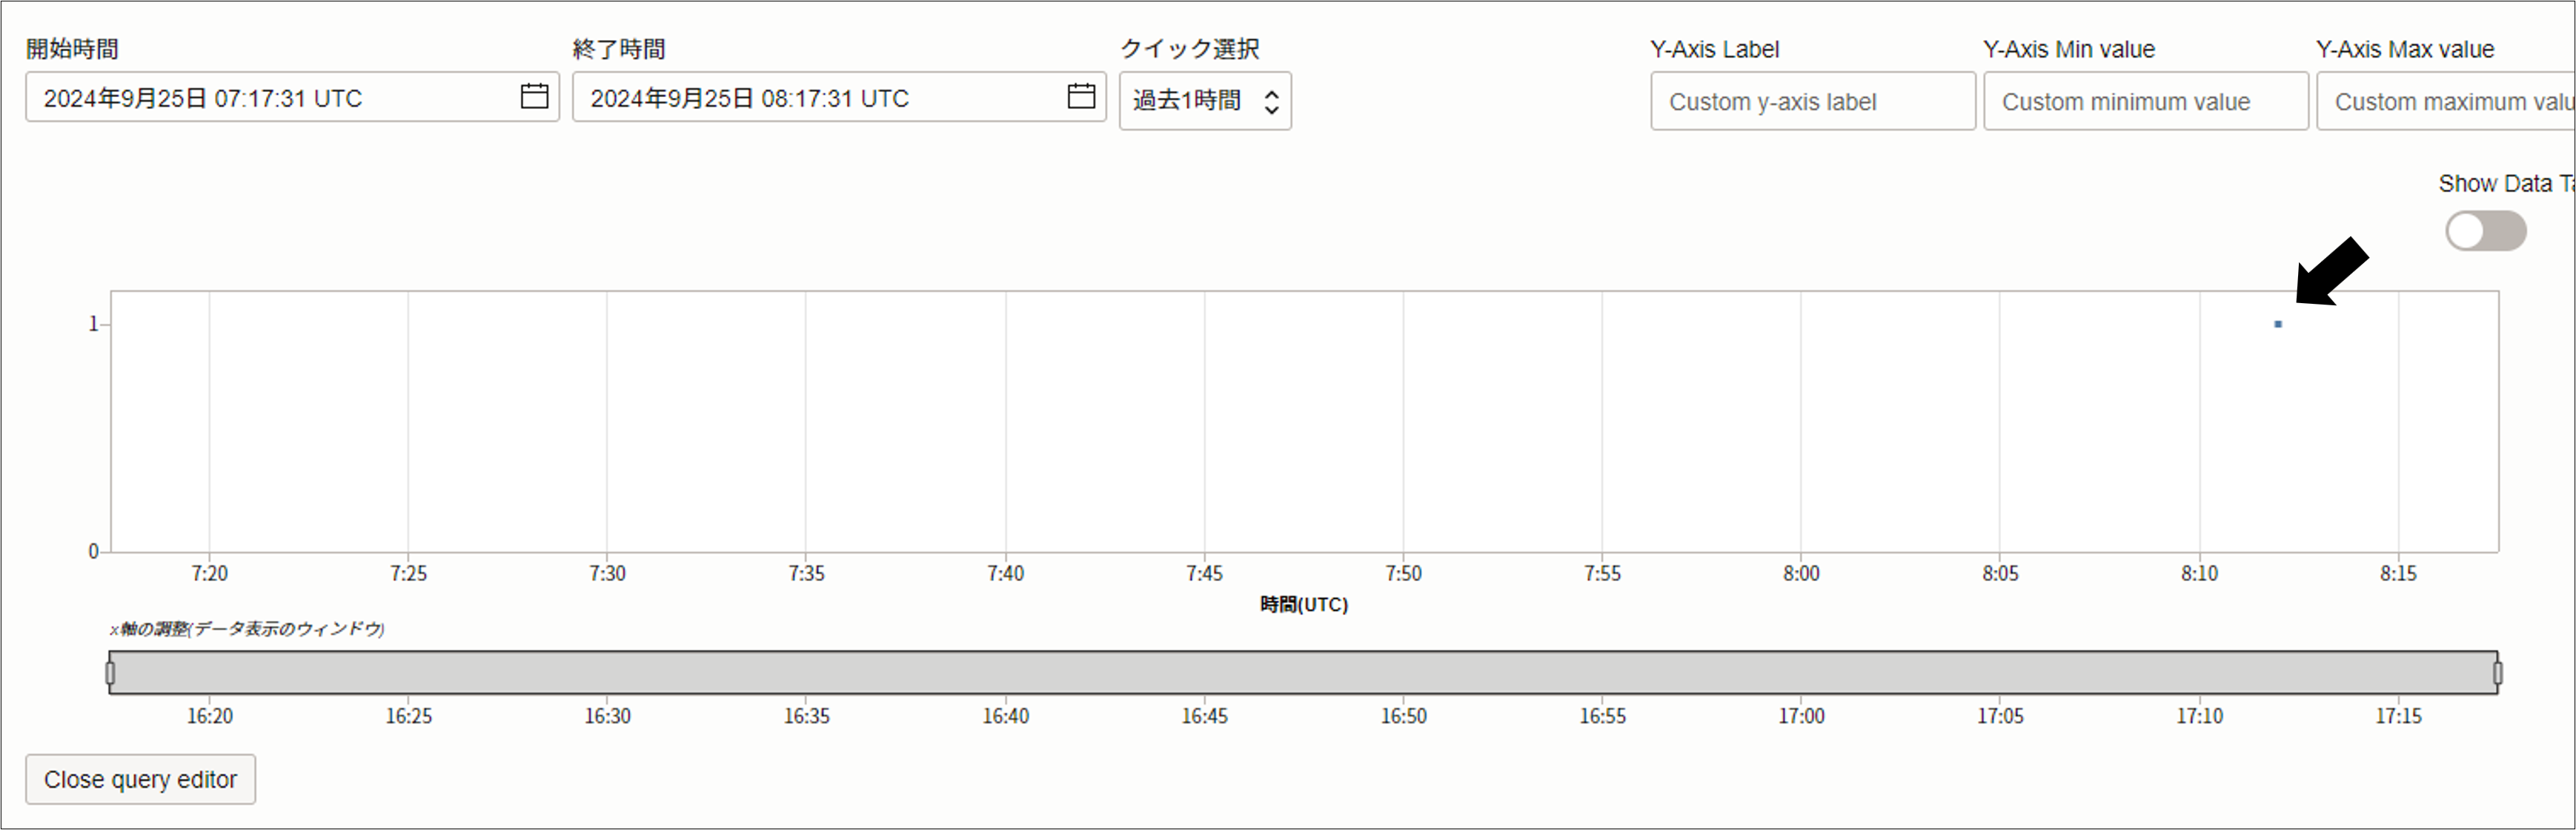 開始時間 終了時間 クイック選択 Y-Axis Label Y-Axis Min value Y-Axis Max value
2024年9月25日 07:17:31 UTC 2024年9月25日 08:17:31 UTC 過去1時間 Custom y-axis label Custom minimum value Custom maximum valu
Show Data Ta
1
0
7:20 7:25 7:30 7:35 7:40 7:45 7:50 7:55 8:00 8:05 8:10 8:15
時間(UTC)
x軸の調整(データ表示のウィンドウ)
16:20 16:25 16:30 16:35 16:40 16:45 16:50 16:55 17:00 17:05 17:10 17:15
Close query editor